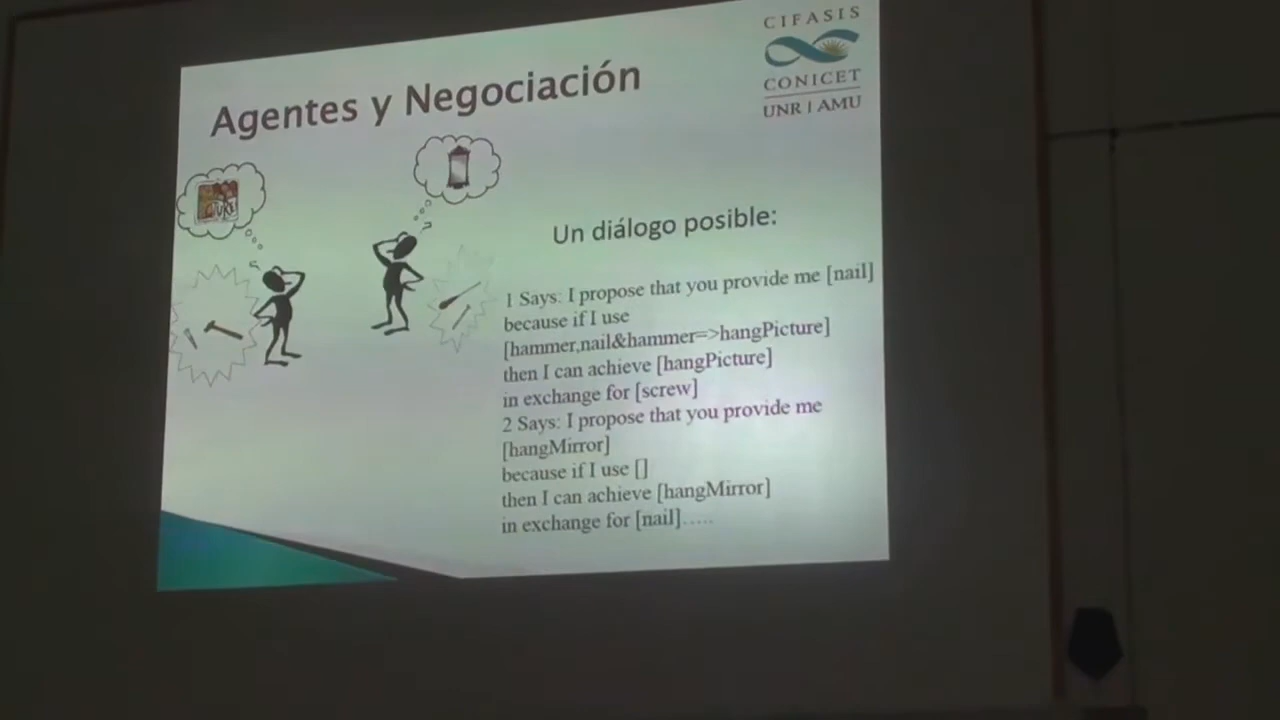 CIFASIS
CONICET
UNR | AMU
Agentes y Negociación
Un diálogo posible:
1 Says: I propose that you provide me [nail]
because if I use
[hammer,nail&hammer=>hangPicture]
then I can achieve [hangPicture]
in exchange for [screw]
2 Says: I propose that you provide me
[hangMirror]
because if I use []
then I can achieve [hangMirror]
in exchange for [nail].....